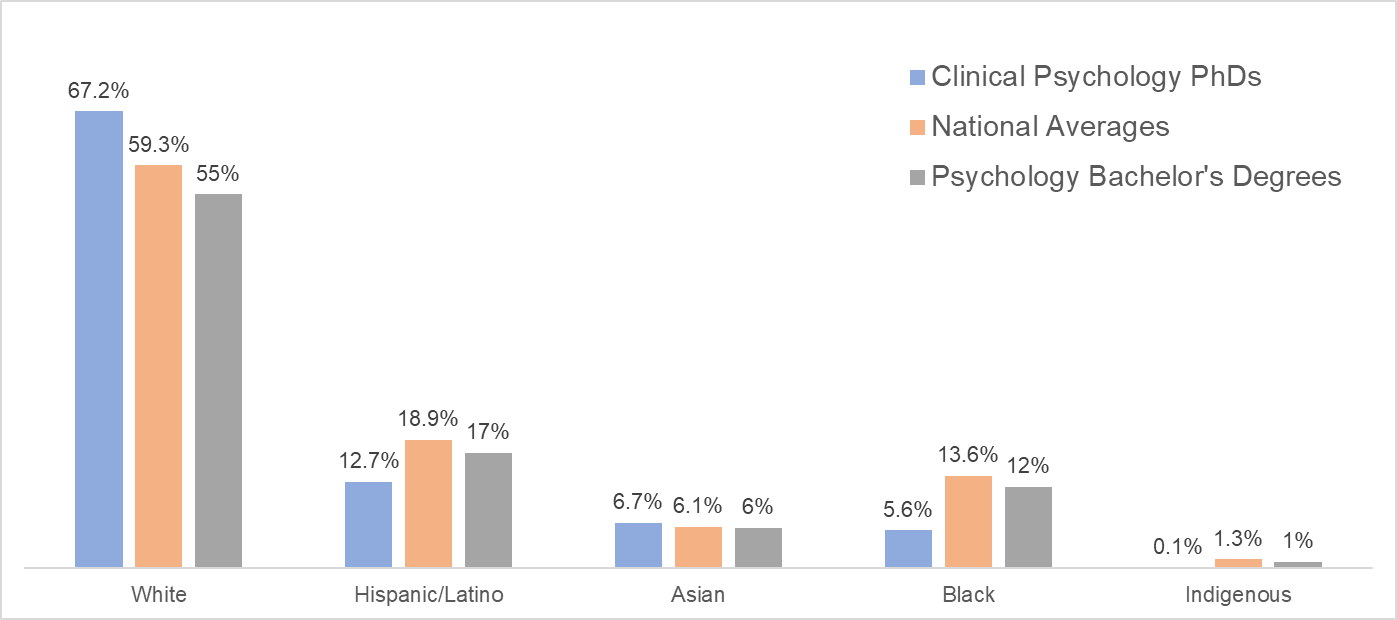 Clinical Psychology PhDs
National Averages
Psychology Bachelor's Degrees
67.2%
59.3%
55%
12.7%
18.9%
17%
6.7%
6.1%
6%
5.6%
13.6%
12%
0.1%
1.3%
1%
White
Hispanic/Latino
Asian
Black
Indigenous